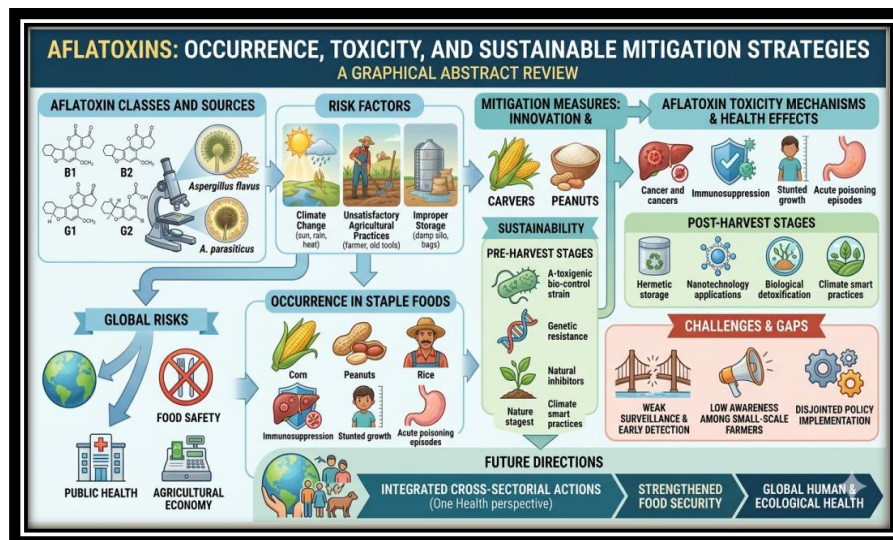 AFLATOXINS: OCCURRENCE, TOXICITY, AND SUSTAINABLE MITIGATION STRATEGIES
A GRAPHICAL ABSTRACT REVIEW
AFLATOXIN CLASSES AND SOURCES
B1
B2
G1
G2
OCH₃
OCH₃
OCH₃
Aspergillus flavus
A. parasiticus
RISK FACTORS
Climate
Change
(sun, rain,
heat)
Unsatisfactory
Agricultural
Practices
(farmer, old tools)
Improper
Storage
(damp silo,
bags)
MITIGATION MEASURES:
INNOVATION &
CARVERS
PEANUTS
SUSTAINABILITY
PRE-HARVEST STAGES
A-toxigenic
bio-control
strain
Genetic
resistance
Natural
inhibitors
Nature
stagest
Climate
smart
practices
AFLATOXIN TOXICITY MECHANISMS
& HEALTH EFFECTS
Cancer and
cancers
Immunosuppression
Stunted
growth
Acute poisoning
episodes
POST-HARVEST STAGES
Hermetic
storage
Nanotechnology
applications
Biological
detoxification
Climate smart
practices
GLOBAL RISKS
FOOD SAFETY
PUBLIC HEALTH
AGRICULTURAL
ECONOMY
OCCURRENCE IN STAPLE FOODS
Corn
Peanuts
Rice
Immunosuppression
Stunted growth
Acute poisoning
episodes
CHALLENGES & GAPS
WEAK
SURVEILLANCE &
EARLY DETECTION
LOW AWARENESS
AMONG SMALL-SCALE
FARMERS
DISJOINTED POLICY
IMPLEMENTATION
FUTURE DIRECTIONS
INTEGRATED CROSS-SECTORIAL ACTIONS
(One Health perspective)
STRENGTHENED
FOOD SECURITY
GLOBAL HUMAN &
ECOLOGICAL HEALTH